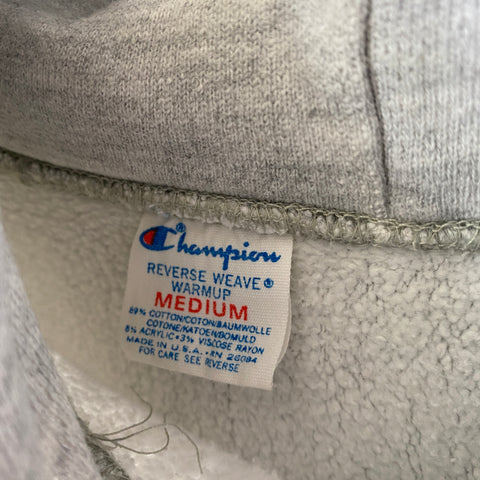 Champion
REVERSE WEAVE®
WARMUP
MEDIUM
89% COTTON/COTON/BAUMWOLLE
COTONE/KATOEN/BOMULD
8% ACRYLIC • 3% VISCOSE RAYON
MADE IN U.S.A. • RN 26094
FOR CARE SEE REVERSE